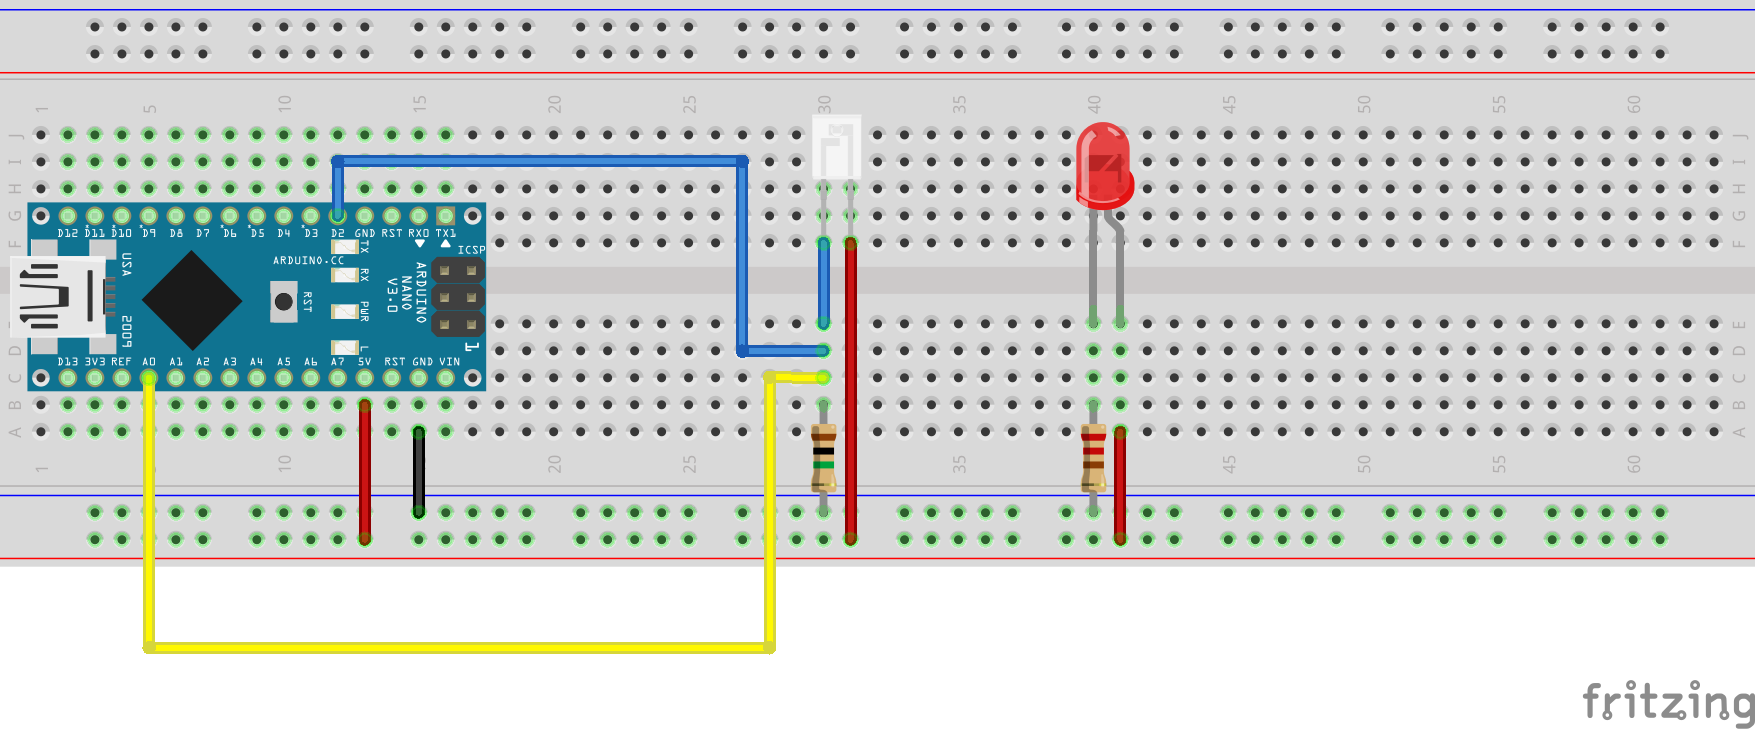 1 5 10 15 20 25 30 35 40 45 50 55 60
J J
I I
H H
G G
F F
D12 D11 D10 D9 D8 D7 D6 D5 D4 D3 D2 GND RST RX0 TX1
ICSP
ARDUINO.CC
USA
TX
RX
RST
PWR
L
ARDUINO
NANO
V3.0
2009
1
D13 3V3 REF A0 A1 A2 A3 A4 A5 A6 A7 5V RST GND VIN
E E
D D
C C
B B
A A
1 10 15 20 25 35 45 50 55 60
fritzing